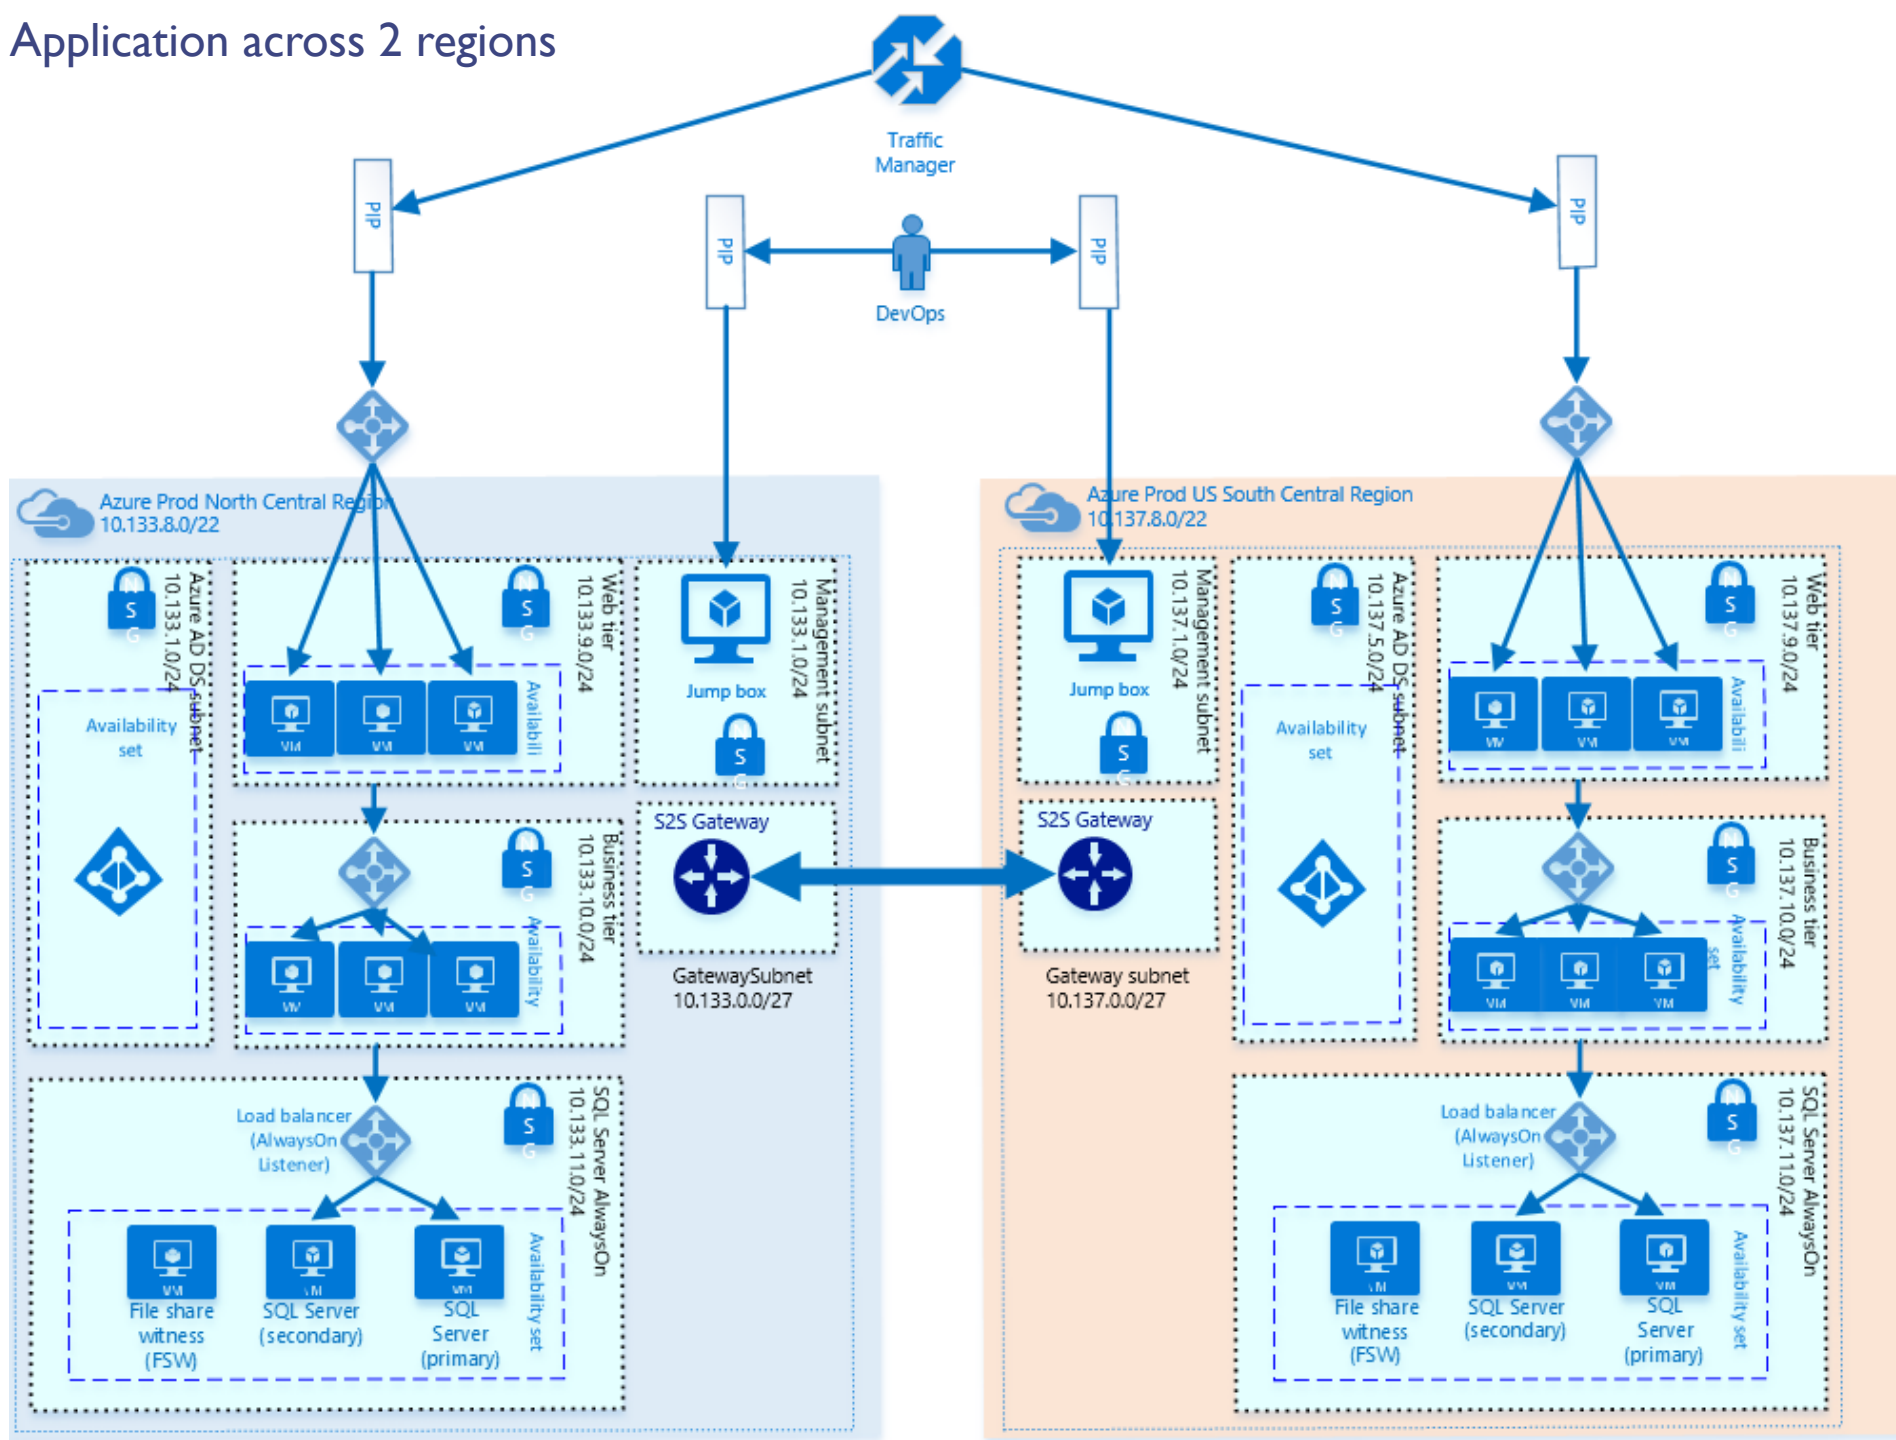 Application across 2 regions
Traffic
Manager
PIP
PIP
PIP
PIP
DevOps
Azure Prod North Central Region
10.133.8.0/22
Azure AD DS subnet
10.133.1.0/24
N
S
G
Availability
set
Web tier
10.133.9.0/24
N
S
G
VM
VM
VM
Availabili
Management subnet
10.133.1.0/24
Jump box
N
S
G
Business tier
10.133.10.0/24
N
S
G
VM
VM
VM
Availability
S2S Gateway
GatewaySubnet
10.133.0.0/27
SQL Server AlwaysOn
10.133.11.0/24
N
S
G
Load balancer
(AlwaysOn
Listener)
VM
VM
VM
File share
witness
(FSW)
SQL Server
(secondary)
SQL
Server
(primary)
Availability set
Azure Prod US South Central Region
10.137.8.0/22
Management subnet
10.137.1.0/24
Jump box
N
S
G
Azure AD DS subnet
10.137.5.0/24
N
S
G
Availability
set
Web tier
10.137.9.0/24
N
S
G
VM
VM
VM
Availabili
S2S Gateway
Gateway subnet
10.137.0.0/27
Business tier
10.137.10.0/24
N
S
G
VM
VM
VM
Availability
set
SQL Server AlwaysOn
10.137.11.0/24
N
S
G
Load balancer
(AlwaysOn
Listener)
VM
VM
VM
File share
witness
(FSW)
SQL Server
(secondary)
SQL
Server
(primary)
Availability set